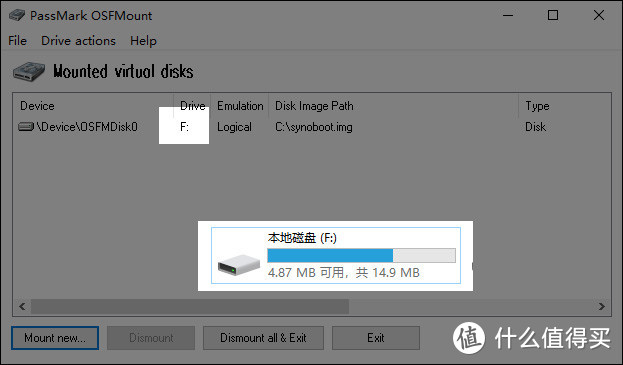 PassMark OSFMount
File Drive actions Help
Mounted virtual disks
Device Drive Emulation Disk Image Path Type
\Device\OSFMDisk0 F: Logical C:\synoboot.img Disk
本地磁盘 (F:)
4.87 MB 可用，共 14.9 MB
Mount new... Dismount Dismount all & Exit Exit
值 什么值得买